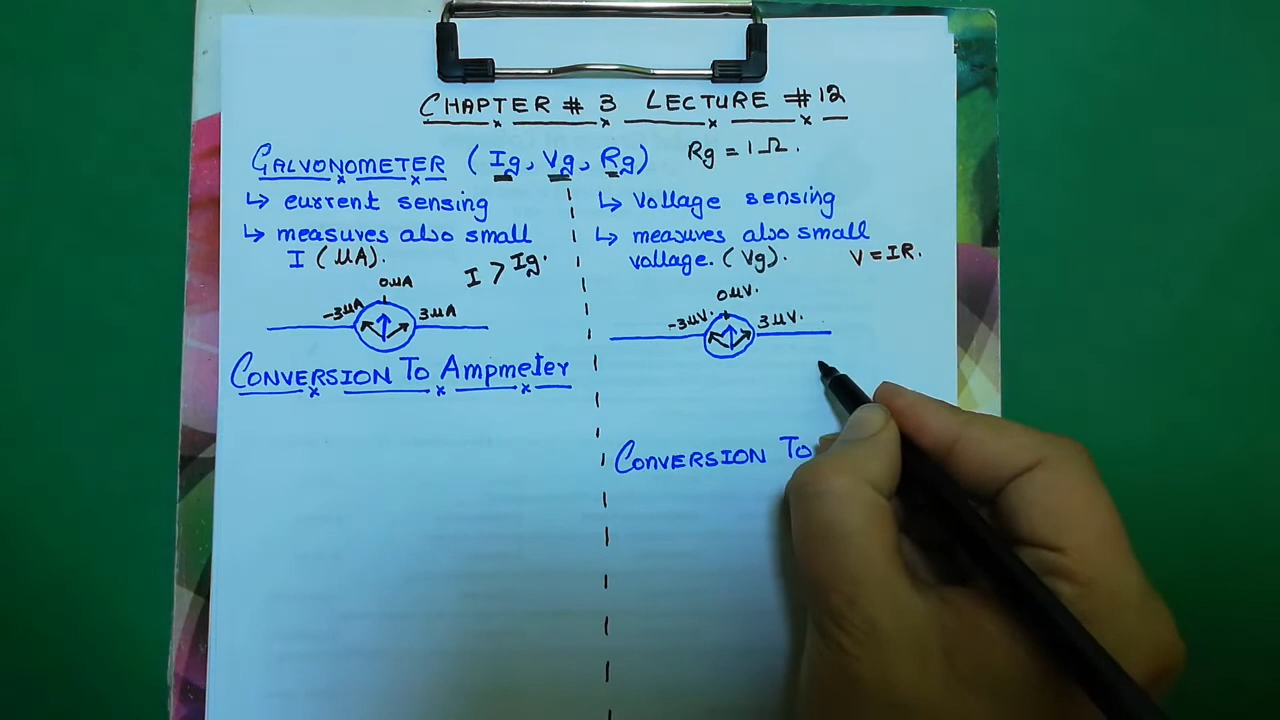 CHAPTER # 3 LECTURE # 12
GALVONOMETER (Ig, Vg, Rg)
Rg = 1 Ω.
↳ current sensing
↳ measures also small
I (μA).
I > Ig.
0μA
-3μA
3μA
CONVERSION TO Ampmeter
↳ Voltage sensing
↳ measures also small
voltage. (Vg).
V = IR.
0μV.
-3μV.
3μV.
CONVERSION TO